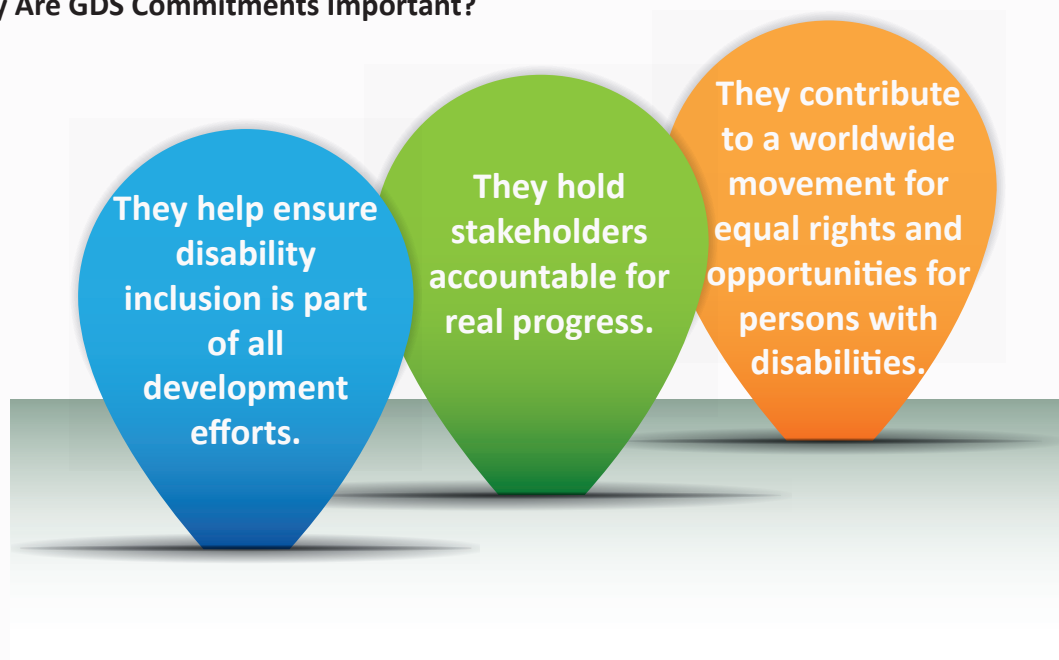 Are GDS Commitments Important?
They help ensure
disability
inclusion is part
of all
development
efforts.
They hold
stakeholders
accountable for
real progress.
They contribute
to a worldwide
movement for
equal rights and
opportunities for
persons with
disabilities.